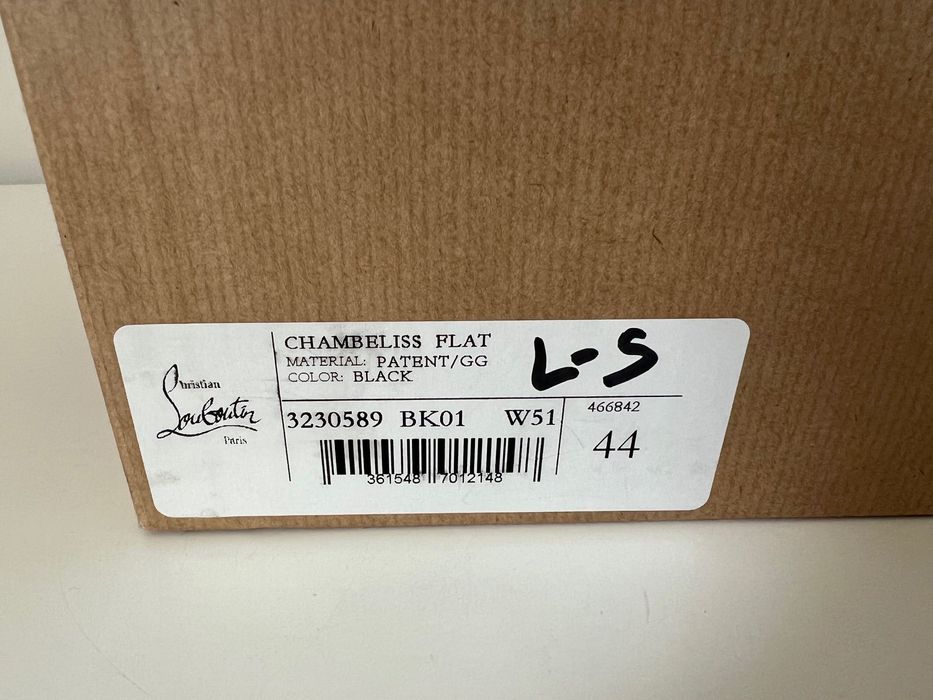 Christian
Louboutin
Paris
CHAMBELISS FLAT
MATERIAL: PATENT/GG
COLOR: BLACK
L-S
3230589 BK01 W51
466842
44
361548 7012148